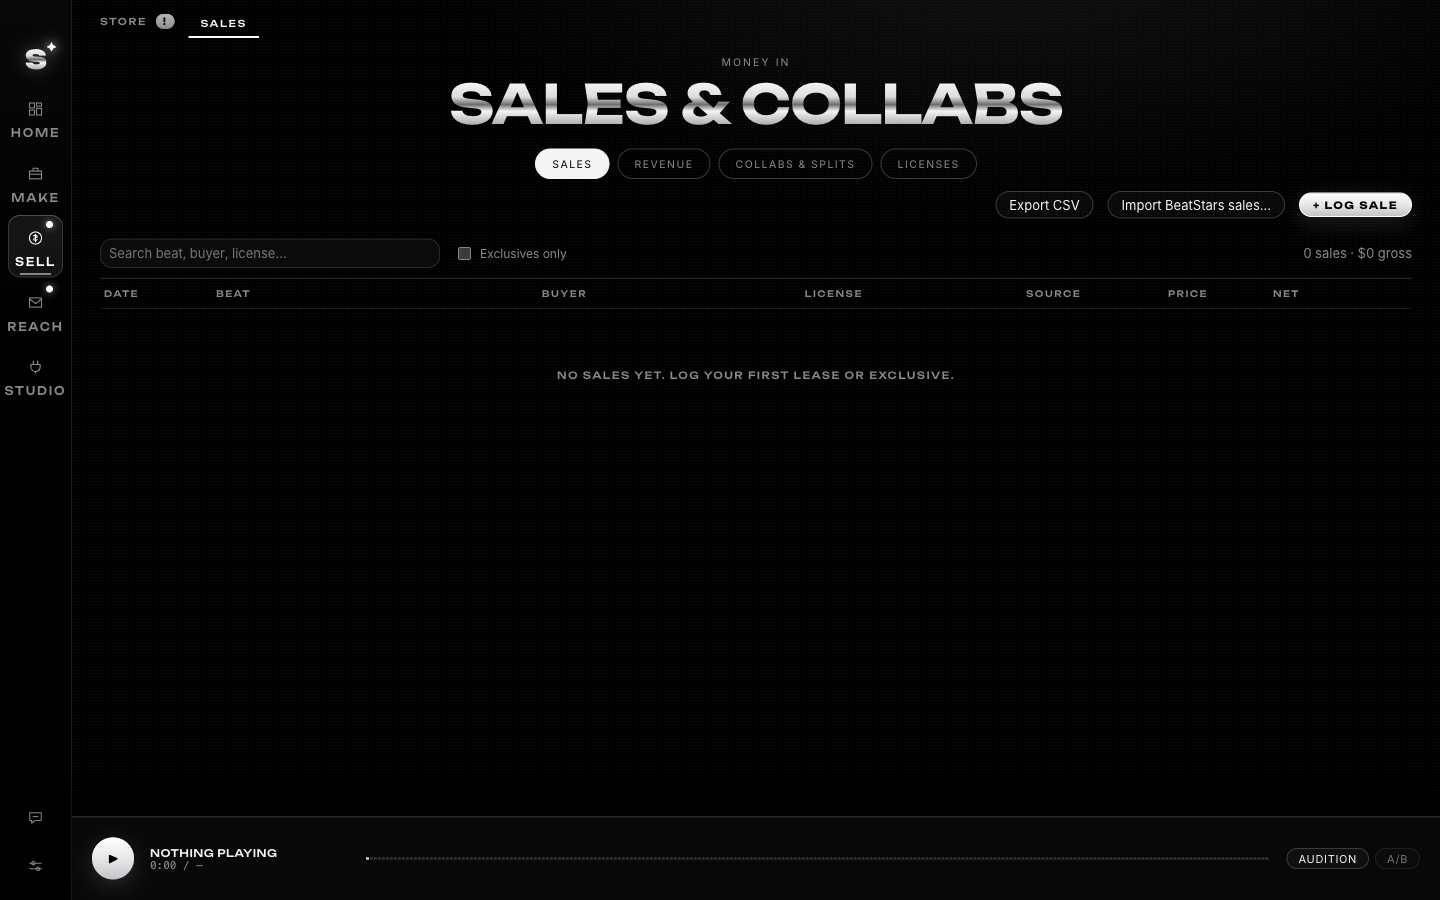 STORE !
SALES
S
HOME
MAKE
SELL
REACH
STUDIO
MONEY IN
SALES & COLLABS
SALES
REVENUE
COLLABS & SPLITS
LICENSES
Export CSV
Import BeatStars sales...
+ LOG SALE
Search beat, buyer, license...
Exclusives only
0 sales · $0 gross
DATE BEAT BUYER LICENSE SOURCE PRICE NET
NO SALES YET. LOG YOUR FIRST LEASE OR EXCLUSIVE.
NOTHING PLAYING
0:00 / —
AUDITION
A/B